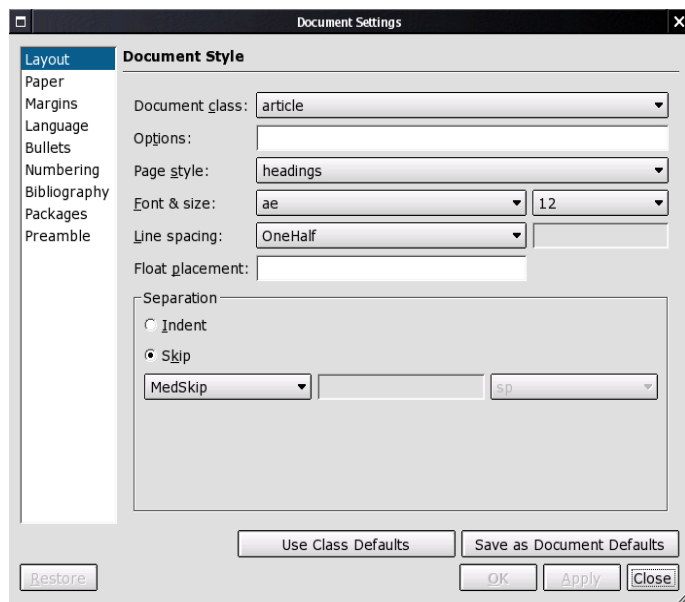 Document Settings
Layout
Paper
Margins
Language
Bullets
Numbering
Bibliography
Packages
Preamble
Document Style
Document class: article
Options:
Page style: headings
Font & size: ae 12
Line spacing: OneHalf
Float placement:
Separation
Indent
Skip
MedSkip sp
Use Class Defaults Save as Document Defaults
Restore OK Apply Close